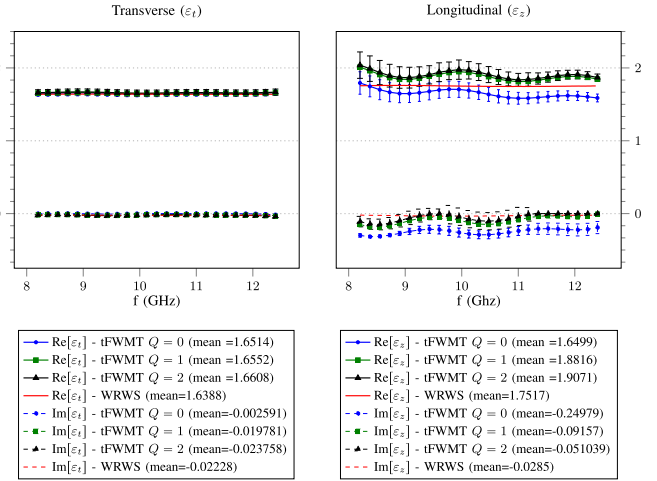 Transverse (εt)
Longitudinal (εz)
2
1
0
8 9 10 11 12
8 9 10 11 12
f (GHz)
f (Ghz)
Re[εt] - tFWMT Q = 0 (mean =1.6514)
Re[εt] - tFWMT Q = 1 (mean =1.6552)
Re[εt] - tFWMT Q = 2 (mean =1.6608)
Re[εt] - WRWS (mean=1.6388)
Im[εt] - tFWMT Q = 0 (mean=-0.002591)
Im[εt] - tFWMT Q = 1 (mean=-0.019781)
Im[εt] - tFWMT Q = 2 (mean=-0.023758)
Im[εt] - WRWS (mean=-0.02228)
Re[εz] - tFWMT Q = 0 (mean =1.6499)
Re[εz] - tFWMT Q = 1 (mean =1.8816)
Re[εz] - tFWMT Q = 2 (mean =1.9071)
Re[εz] - WRWS (mean=1.7517)
Im[εz] - tFWMT Q = 0 (mean=-0.24979)
Im[εz] - tFWMT Q = 1 (mean=-0.09157)
Im[εz] - tFWMT Q = 2 (mean=-0.051039)
Im[εz] - WRWS (mean=-0.0285)